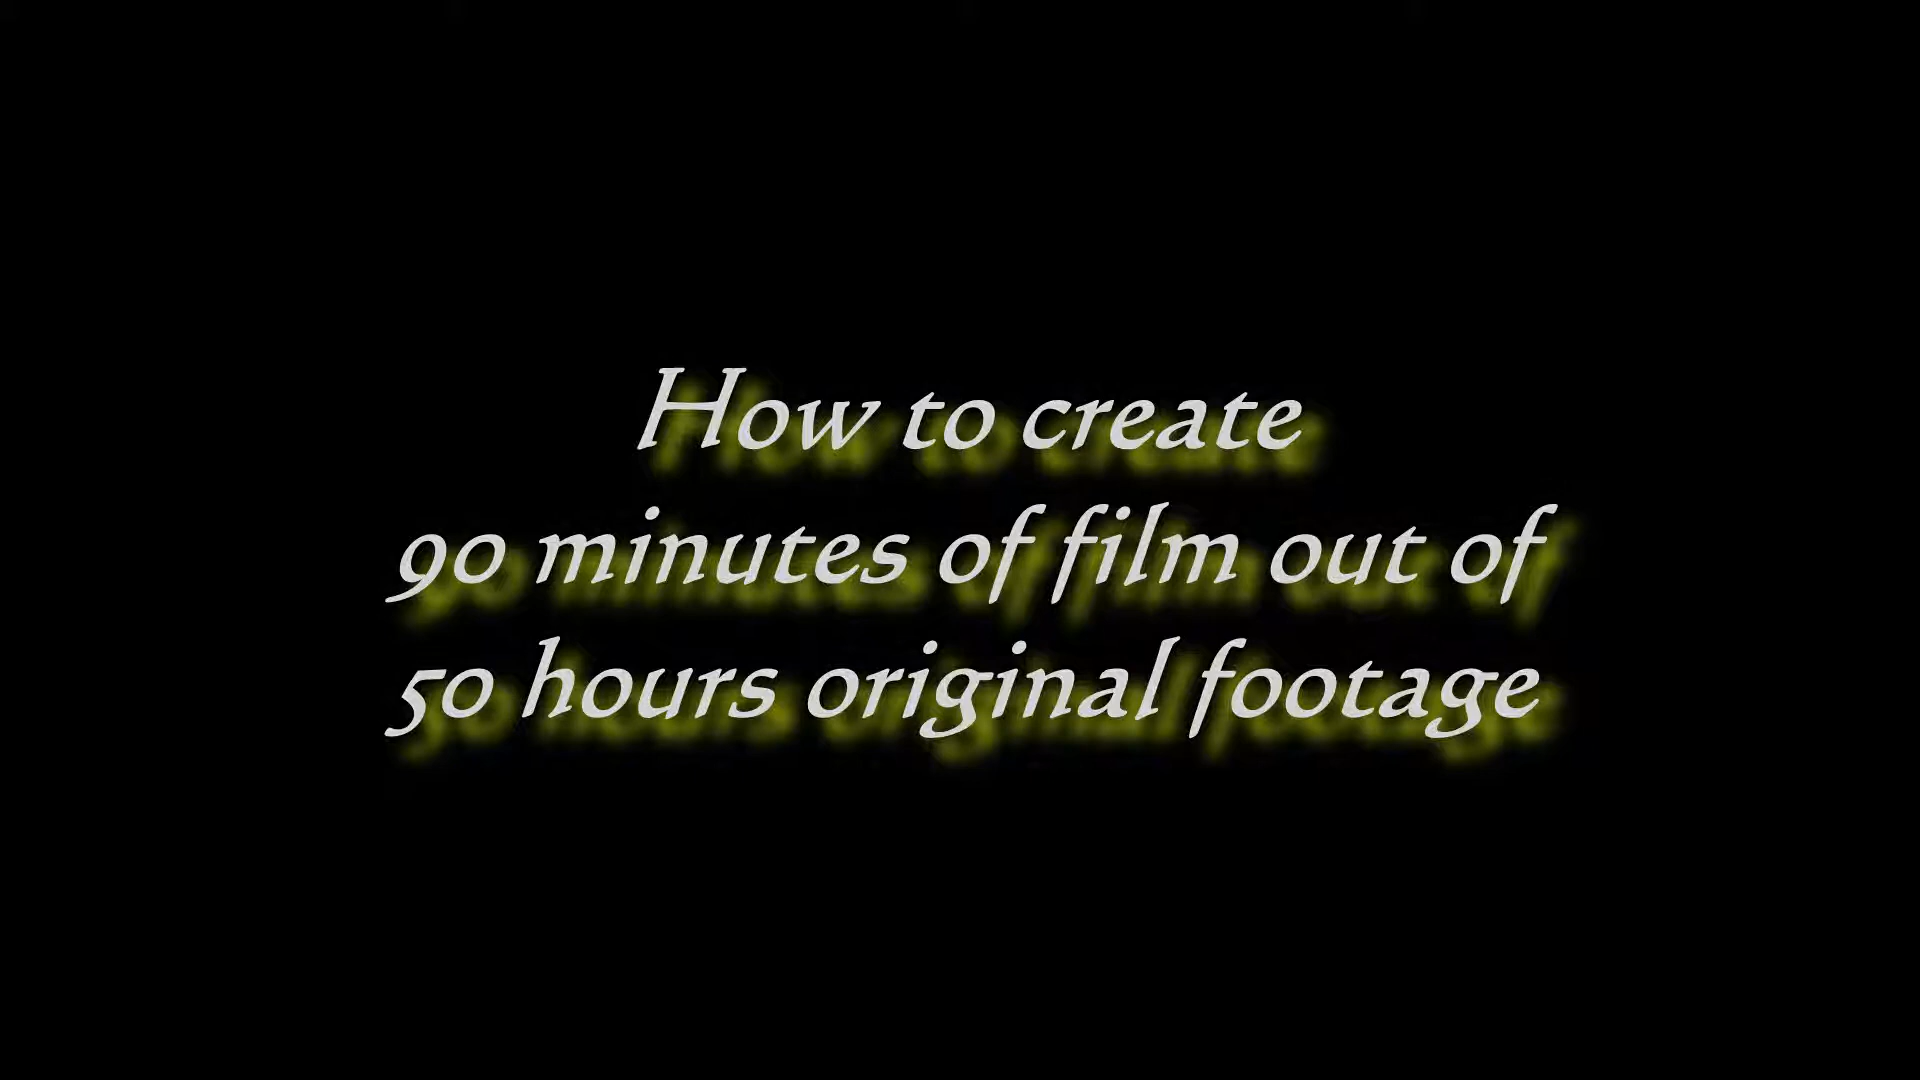 How to create
90 minutes of film out of
50 hours original footage